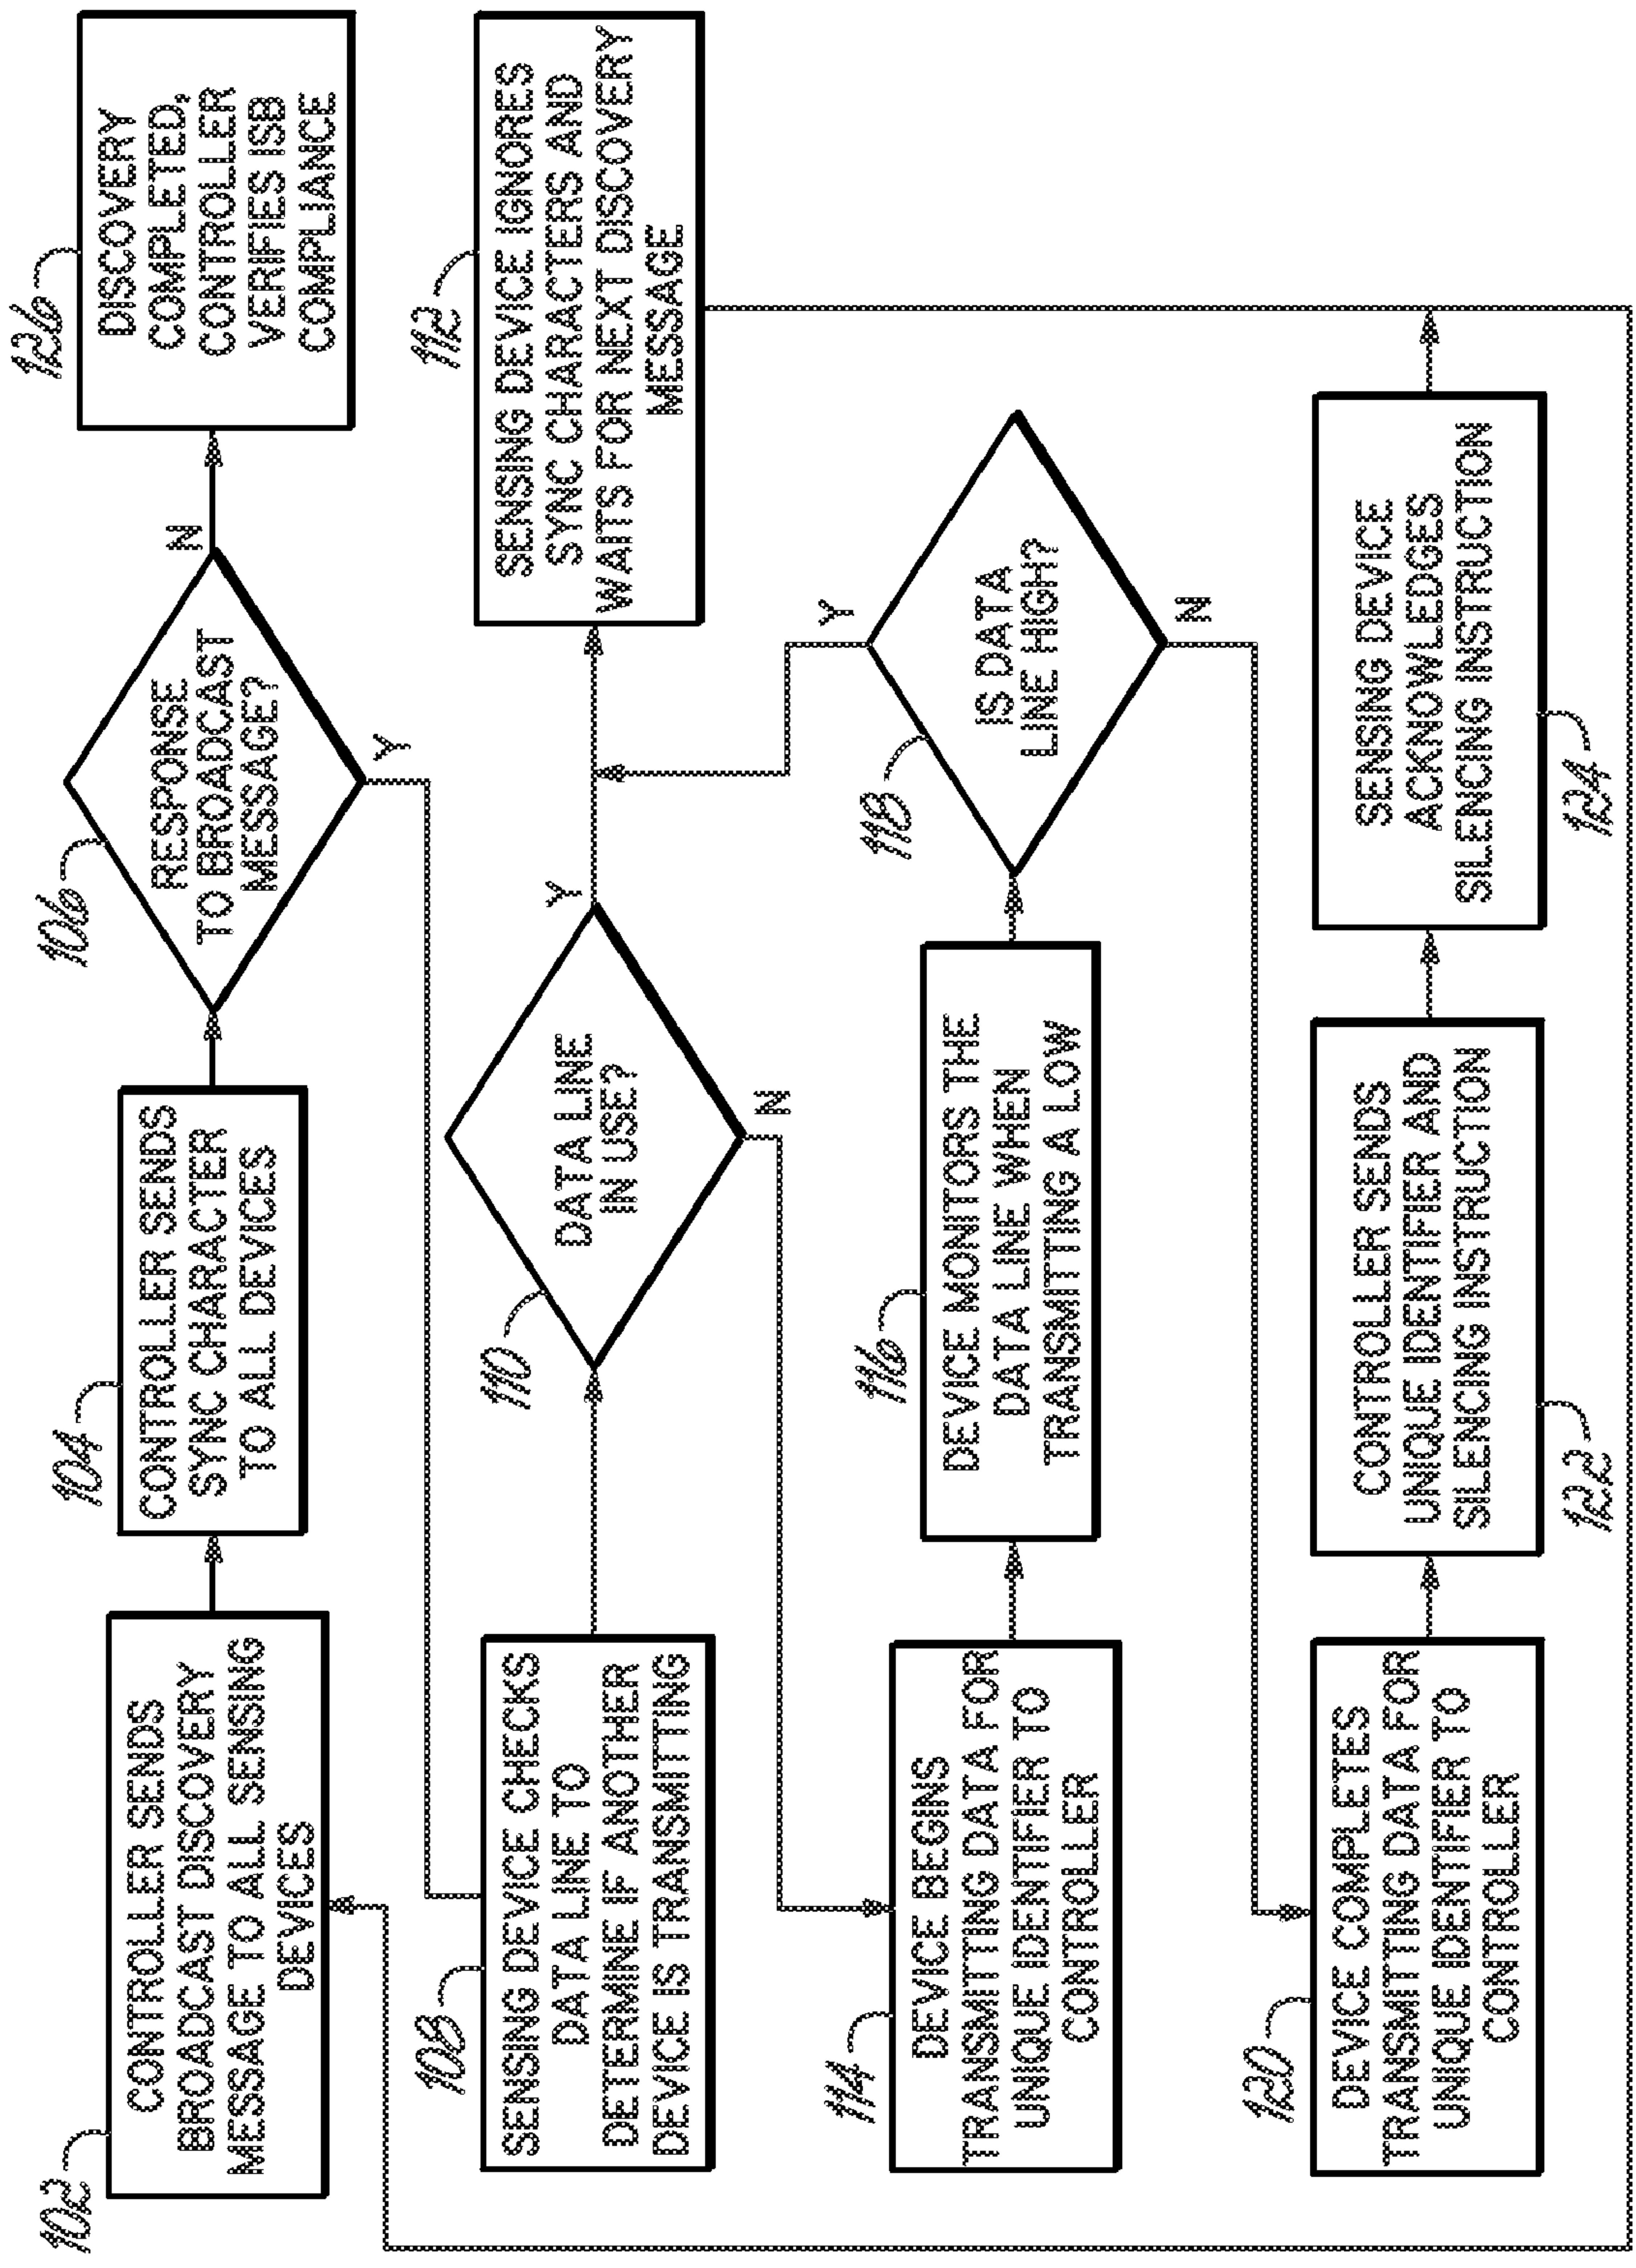 102
CONTROLLER SENDS
BROADCAST DISCOVERY
MESSAGE TO ALL SENSING
DEVICES
104
CONTROLLER SENDS
SYNC CHARACTER
TO ALL DEVICES
106
RESPONSE
TO BROADCAST
MESSAGE?
N
Y
126
DISCOVERY
COMPLETED,
CONTROLLER
VERIFIES ISB
COMPLIANCE
108
SENSING DEVICE CHECKS
DATA LINE TO
DETERMINE IF ANOTHER
DEVICE IS TRANSMITTING
110
DATA LINE
IN USE?
Y
N
112
SENSING DEVICE IGNORES
SYNC CHARACTERS AND
WAITS FOR NEXT DISCOVERY
MESSAGE
114
DEVICE BEGINS
TRANSMITTING DATA FOR
UNIQUE IDENTIFIER TO
CONTROLLER
116
DEVICE MONITORS THE
DATA LINE WHEN
TRANSMITTING A LOW
118
IS DATA
LINE HIGH?
Y
N
120
DEVICE COMPLETES
TRANSMITTING DATA FOR
UNIQUE IDENTIFIER TO
CONTROLLER
CONTROLLER SENDS
UNIQUE IDENTIFIER AND
SILENCING INSTRUCTION
122
SENSING DEVICE
ACKNOWLEDGES
SILENCING INSTRUCTION
124